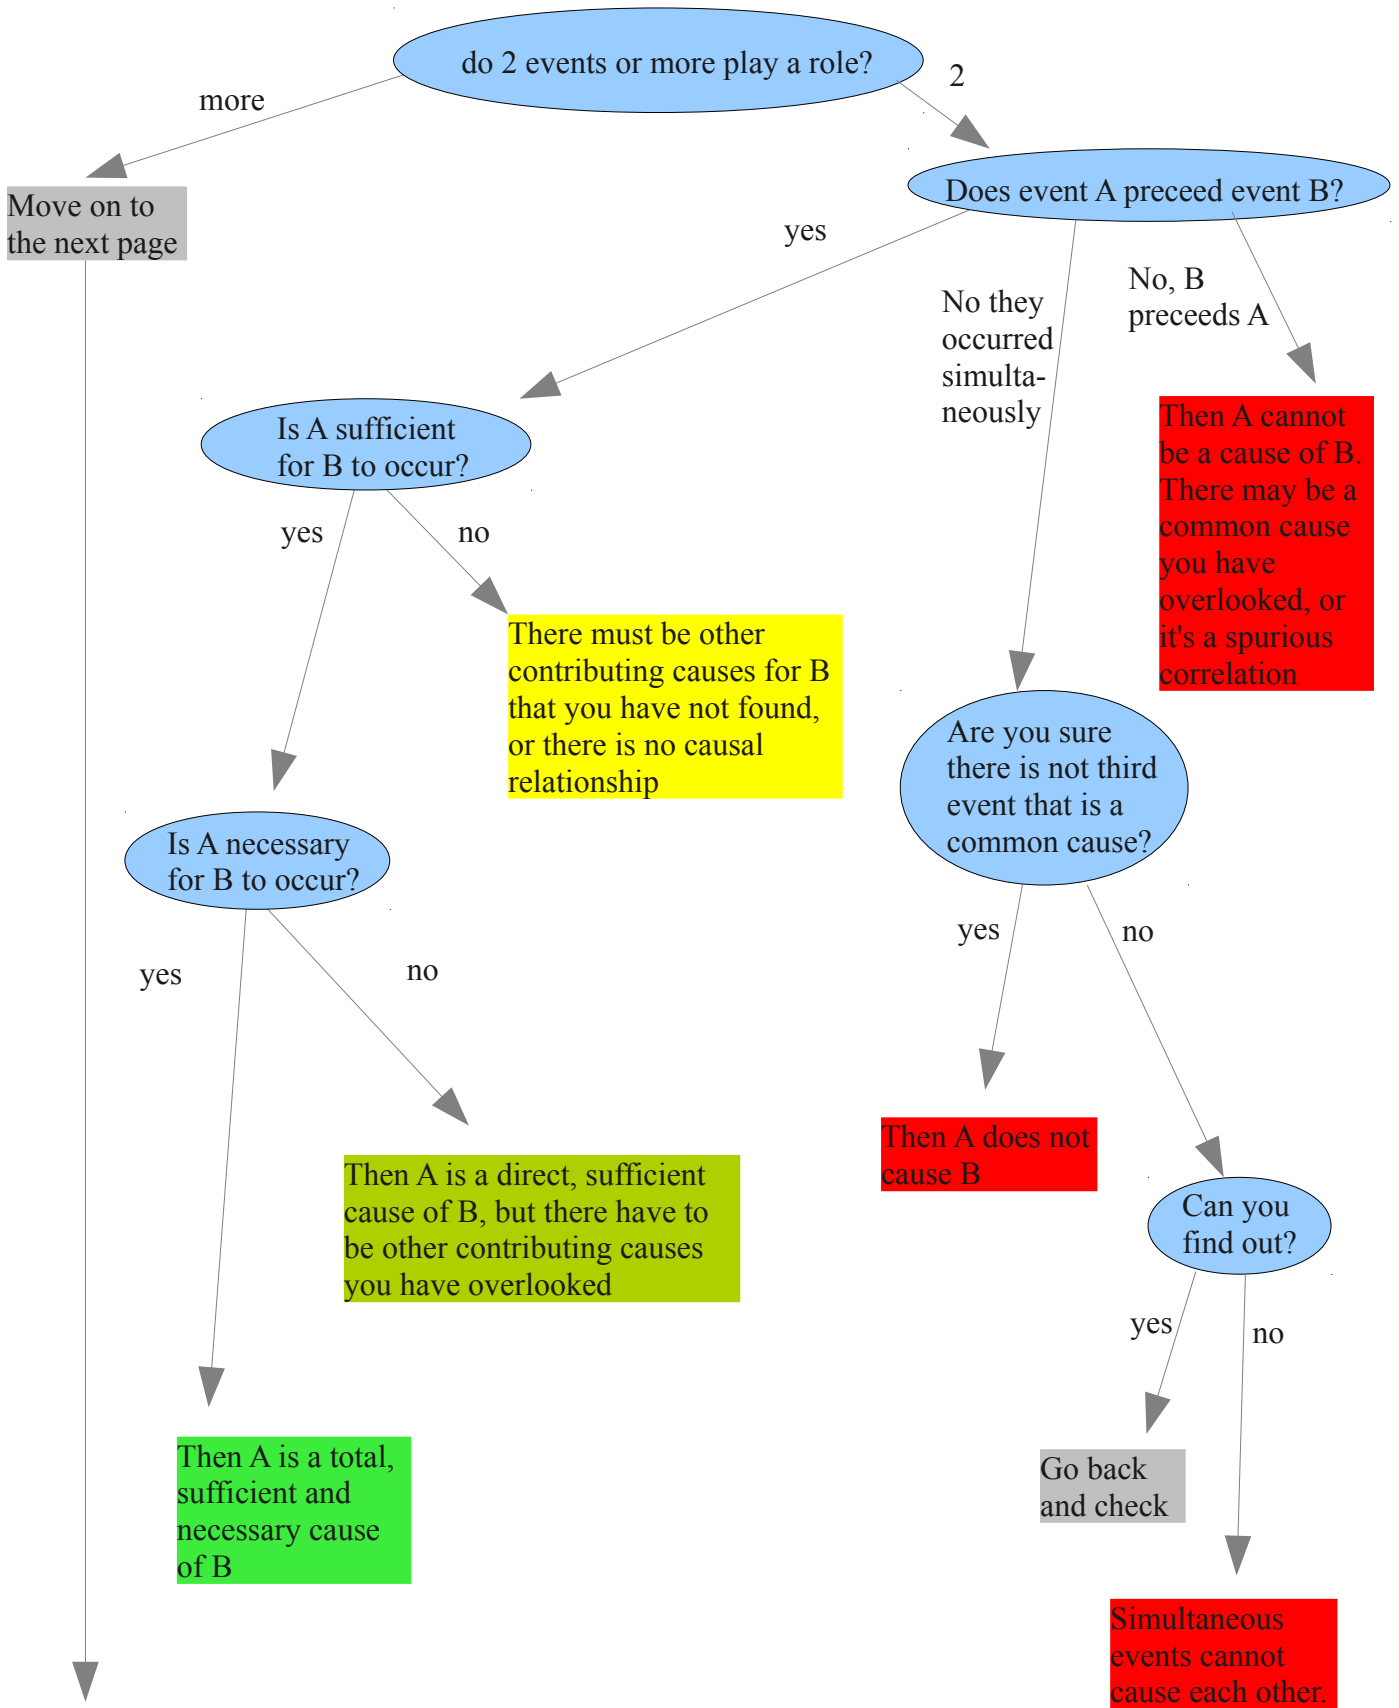 do 2 events or more play a role?
2
more
Does event A preceed event B?
Move on to
the next page
yes
No they
occurred
simulta-
neously
No, B
preceeds A
Is A sufficient
for B to occur?
Then A cannot
be a cause of B.
There may be a
common cause
you have
overlooked, or
it's a spurious
correlation
yes
no
There must be other
contributing causes for B
that you have not found,
or there is no causal
relationship
Are you sure
there is not third
event that is a
common cause?
Is A necessary
for B to occur?
yes
no
yes
no
Then A does not
cause B
Then A is a direct, sufficient
cause of B, but there have to
be other contributing causes
you have overlooked
Can you
find out?
yes
no
Then A is a total,
sufficient and
necessary cause
of B
Go back
and check
Simultaneous
events cannot
cause each other.